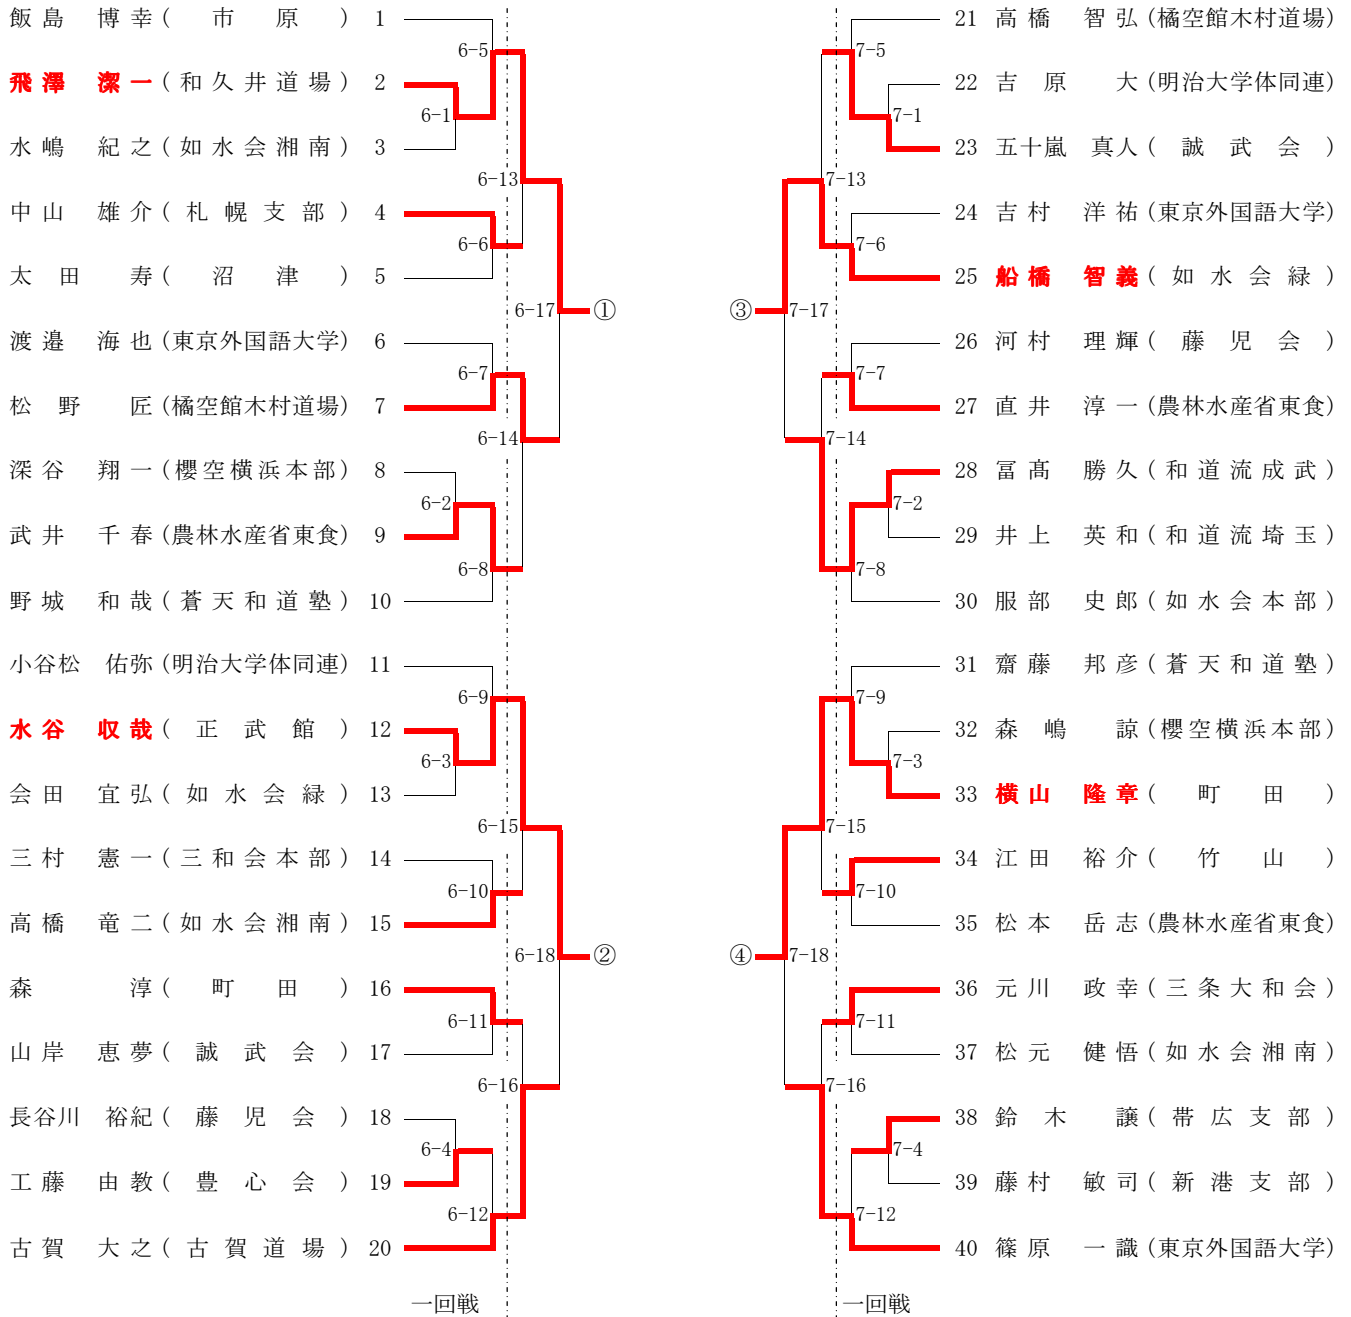 飯島 博幸 ( 市原 ) 1
飛澤 潔一 ( 和久井道場 ) 2
水嶋 紀之 ( 如水会湘南 ) 3
中山 雄介 ( 札幌支部 ) 4
太田 寿 ( 沼津 ) 5
渡邉 海也 (東京外国語大学) 6
松野 匠 (橘空館木村道場) 7
深谷 翔一 (櫻空横浜本部) 8
武井 千春 (農林水産省東食) 9
野城 和哉 ( 蒼天和道塾 ) 10
小谷松 佑弥 (明治大学体同連) 11
水谷 収哉 ( 正武館 ) 12
会田 宜弘 ( 如水会緑 ) 13
三村 憲一 ( 三和会本部 ) 14
高橋 竜二 ( 如水会湘南 ) 15
森 淳 ( 町田 ) 16
山岸 恵夢 ( 誠武会 ) 17
長谷川 裕紀 ( 藤児会 ) 18
工藤 由教 ( 豊心会 ) 19
古賀 大之 ( 古賀道場 ) 20
6-5
6-1
6-13
6-6
6-17
①
6-7
6-14
6-2
6-8
6-9
6-3
6-15
6-10
6-18
②
6-11
6-16
6-4
6-12
一回戦
21 高橋 智弘 (橘空館木村道場)
22 吉原 大 (明治大学体同連)
23 五十嵐 真人 ( 誠武会 )
24 吉村 洋祐 (東京外国語大学)
25 船橋 智義 ( 如水会緑 )
26 河村 理輝 ( 藤児会 )
27 直井 淳一 (農林水産省東食)
28 冨髙 勝久 ( 和道流成武 )
29 井上 英和 ( 和道流埼玉 )
30 服部 史郎 ( 如水会本部 )
31 齋藤 邦彦 ( 蒼天和道塾 )
32 森嶋 諒 (櫻空横浜本部)
33 横山 隆章 ( 町田 )
34 江田 裕介 ( 竹山 )
35 松本 岳志 (農林水産省東食)
36 元川 政幸 ( 三条大和会 )
37 松元 健悟 ( 如水会湘南 )
38 鈴木 譲 ( 帯広支部 )
39 藤村 敏司 ( 新港支部 )
40 篠原 一識 (東京外国語大学)
7-5
7-1
7-13
7-6
③
7-17
7-7
7-14
7-2
7-8
7-9
7-3
7-15
7-10
④
7-18
7-11
7-16
7-4
7-12
一回戦